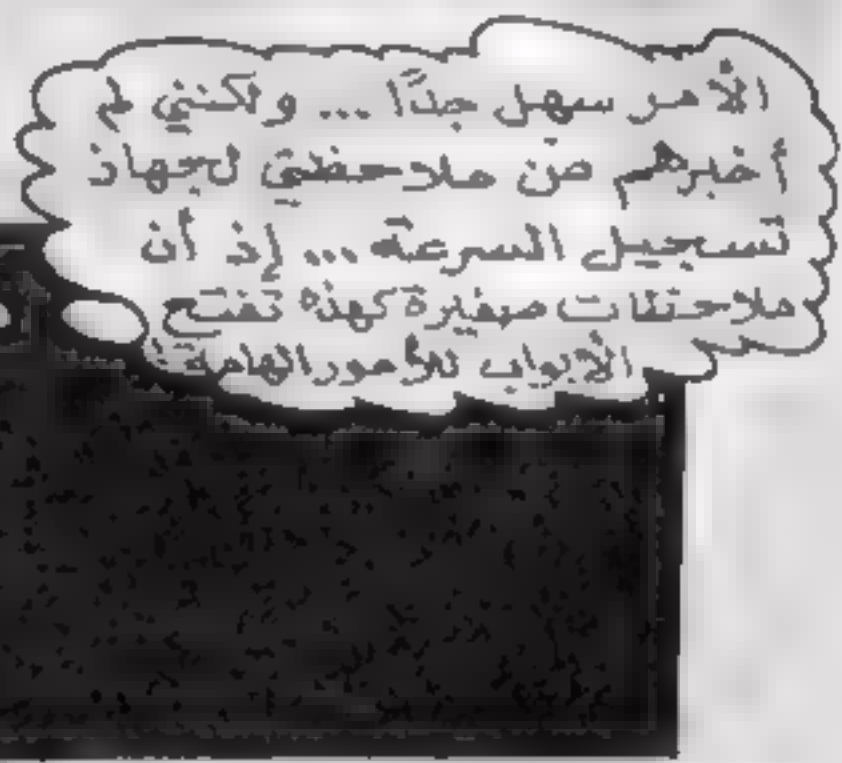 الأمر سهل جدًا ... ولكنني لم
أخبرهم عن ملاحظتي لجهاز
تسجيل السرعة ... إذ أن
ملاحظات صغيرة كهذه تفتح
الأبواب للأمور الهامة